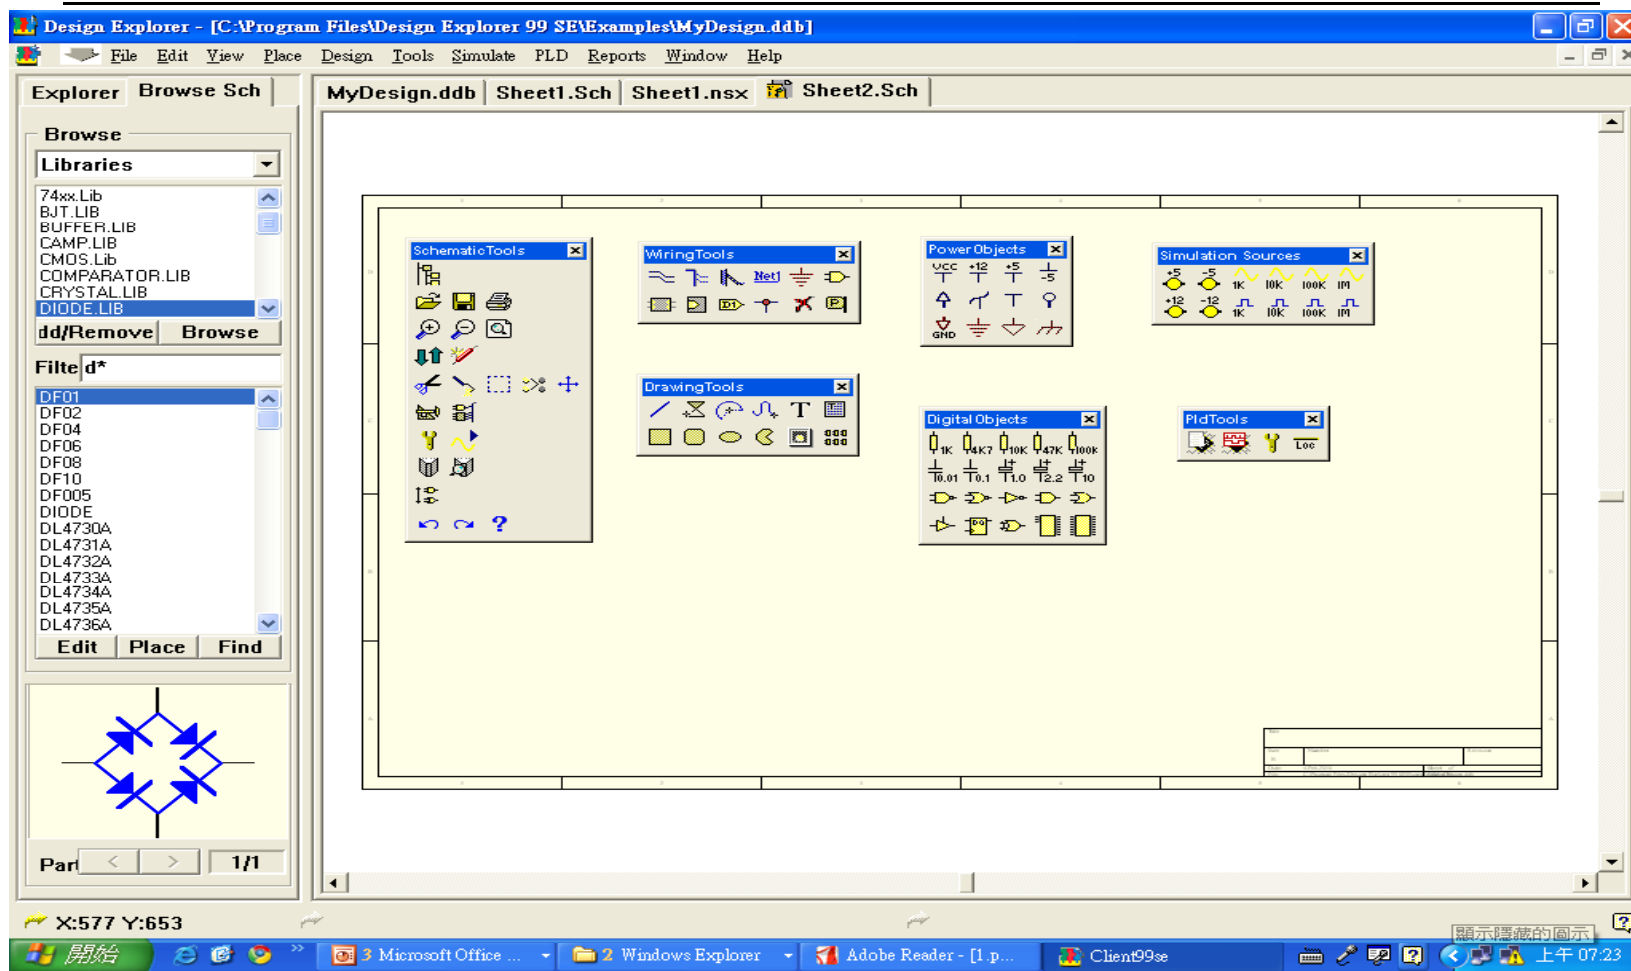 Design Explorer - [C:\Program Files\Design Explorer 99 SE\Examples\MyDesign.ddb]
File Edit View Place Design Tools Simulate PLD Reports Window Help
Explorer Browse Sch
MyDesign.ddb Sheet1.Sch Sheet1.nsx Sheet2.Sch
Browse
Libraries
74xx.Lib
BJT.LIB
BUFFER.LIB
CAMP.LIB
CMOS.Lib
COMPARATOR.LIB
CRYSTAL.LIB
DIODE.LIB
dd/Remove Browse
Filte d*
DF01
DF02
DF04
DF06
DF08
DF10
DF005
DIODE
DL4730A
DL4731A
DL4732A
DL4733A
DL4734A
DL4735A
DL4736A
Edit Place Find
Part < > 1/1
SchematicTools
WiringTools
Net1
D1
P
DrawingTools
T
PowerObjects
VCC +12 +5 -5
GND
Simulation Sources
+5 -5 1K 10K 100K 1M
+12 -12 1K 10K 100K 1M
Digital Objects
1K 4K7 10K 47K 100K
0.01 0.1 1.0 2.2 10
PldTools
LOC
X:577 Y:653
顯示隱藏的圖示
開始
3 Microsoft Office ...
2 Windows Explorer
Adobe Reader - [1.p...
Client99se
上午 07:23